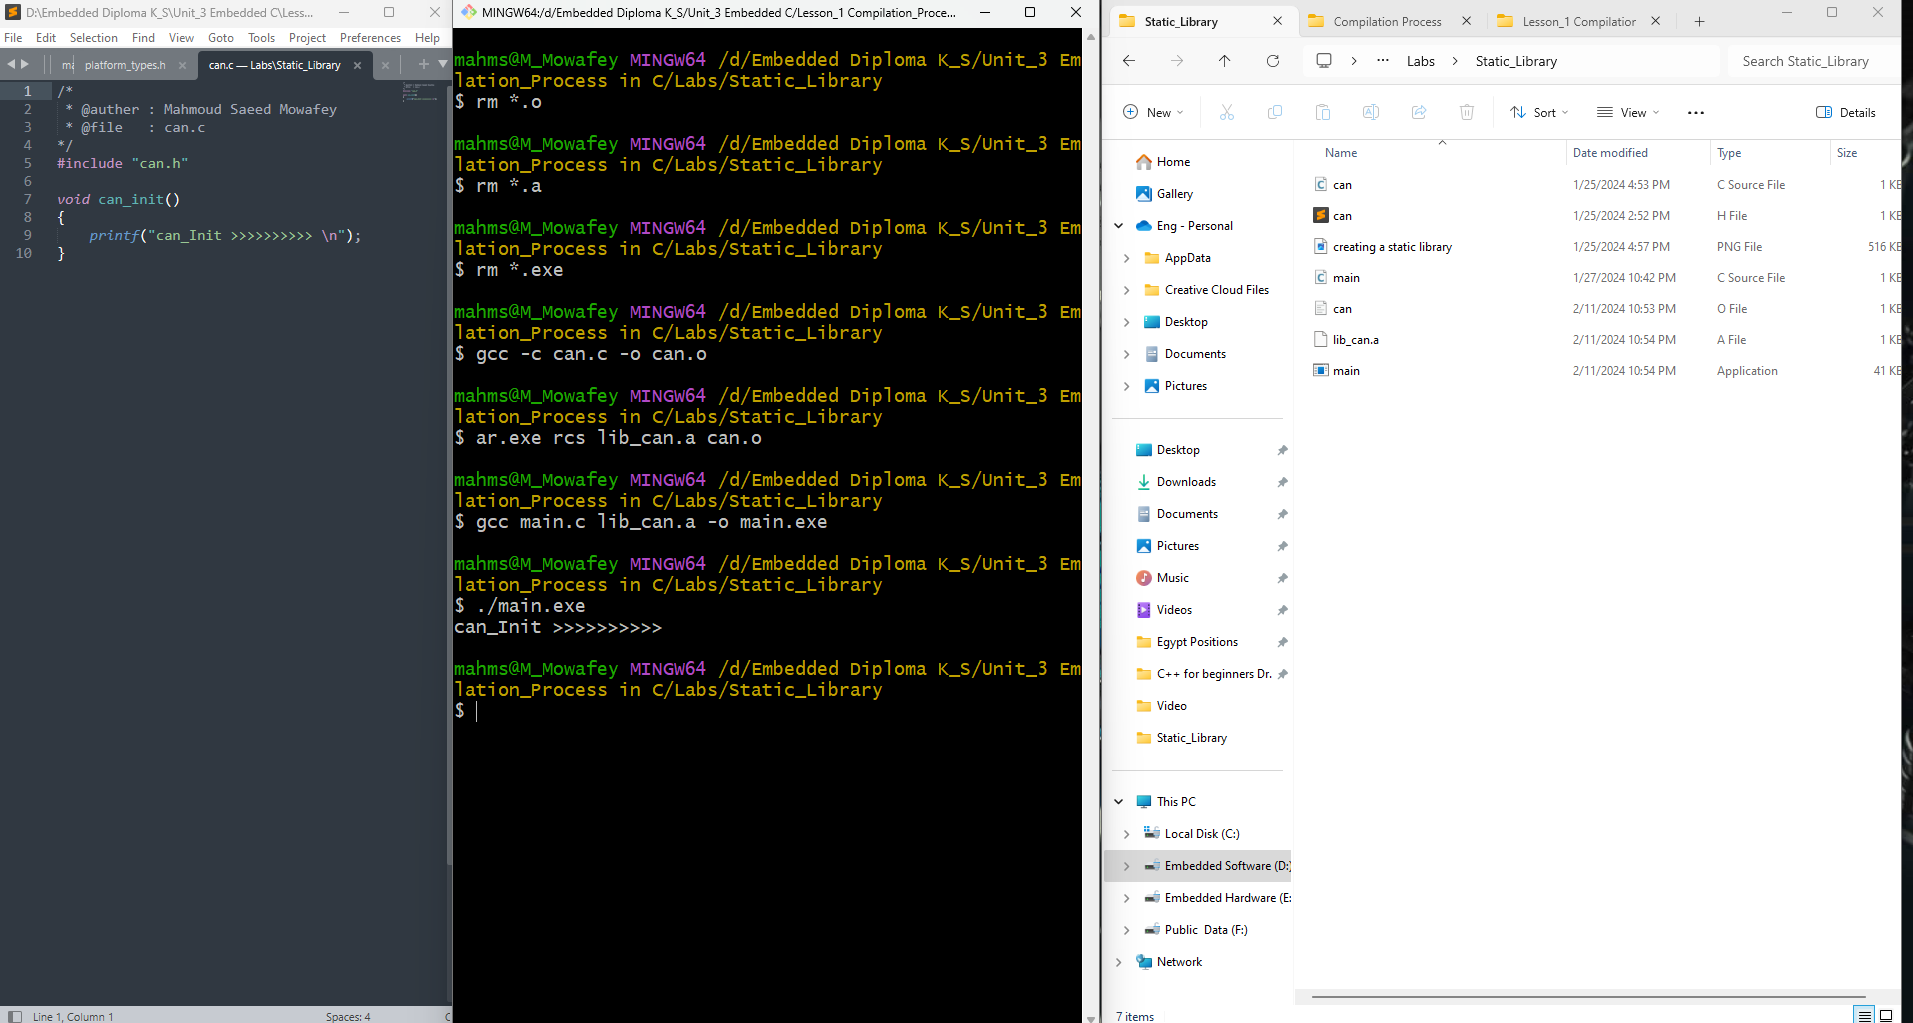 D:\Embedded Diploma K_S\Unit_3 Embedded C\Less...
File Edit Selection Find View Goto Tools Project Preferences Help
platform_types.h
can.c — Labs\Static_Library
1 /*
2  * @auther : Mahmoud Saeed Mowafey
3  * @file   : can.c
4 */
5 #include "can.h"
6
7 void can_init()
8 {
9     printf("can_Init >>>>>>>>>> \n");
10 }
Line 1, Column 1
Spaces: 4
MINGW64:/d/Embedded Diploma K_S/Unit_3 Embedded C/Lesson_1 Compilation_Proce...
mahms@M_Mowafey MINGW64 /d/Embedded Diploma K_S/Unit_3 Em
lation_Process in C/Labs/Static_Library
$ rm *.o
mahms@M_Mowafey MINGW64 /d/Embedded Diploma K_S/Unit_3 Em
lation_Process in C/Labs/Static_Library
$ rm *.a
mahms@M_Mowafey MINGW64 /d/Embedded Diploma K_S/Unit_3 Em
lation_Process in C/Labs/Static_Library
$ rm *.exe
mahms@M_Mowafey MINGW64 /d/Embedded Diploma K_S/Unit_3 Em
lation_Process in C/Labs/Static_Library
$ gcc -c can.c -o can.o
mahms@M_Mowafey MINGW64 /d/Embedded Diploma K_S/Unit_3 Em
lation_Process in C/Labs/Static_Library
$ ar.exe rcs lib_can.a can.o
mahms@M_Mowafey MINGW64 /d/Embedded Diploma K_S/Unit_3 Em
lation_Process in C/Labs/Static_Library
$ gcc main.c lib_can.a -o main.exe
mahms@M_Mowafey MINGW64 /d/Embedded Diploma K_S/Unit_3 Em
lation_Process in C/Labs/Static_Library
$ ./main.exe
can_Init >>>>>>>>>>
mahms@M_Mowafey MINGW64 /d/Embedded Diploma K_S/Unit_3 Em
lation_Process in C/Labs/Static_Library
$
Static_Library
Compilation Process
Lesson_1 Compilation
Labs > Static_Library
Search Static_Library
New Sort View ... Details
Home
Gallery
Eng - Personal
AppData
Creative Cloud Files
Desktop
Documents
Pictures
Desktop
Downloads
Documents
Pictures
Music
Videos
Egypt Positions
C++ for beginners Dr.
Video
Static_Library
This PC
Local Disk (C:)
Embedded Software (D:)
Embedded Hardware (E:
Public Data (F:)
Network
Name Date modified Type Size
can 1/25/2024 4:53 PM C Source File 1 KB
can 1/25/2024 2:52 PM H File 1 KB
creating a static library 1/25/2024 4:57 PM PNG File 516 KB
main 1/27/2024 10:42 PM C Source File 1 KB
can 2/11/2024 10:53 PM O File 1 KB
lib_can.a 2/11/2024 10:54 PM A File 1 KB
main 2/11/2024 10:54 PM Application 41 KB
7 items